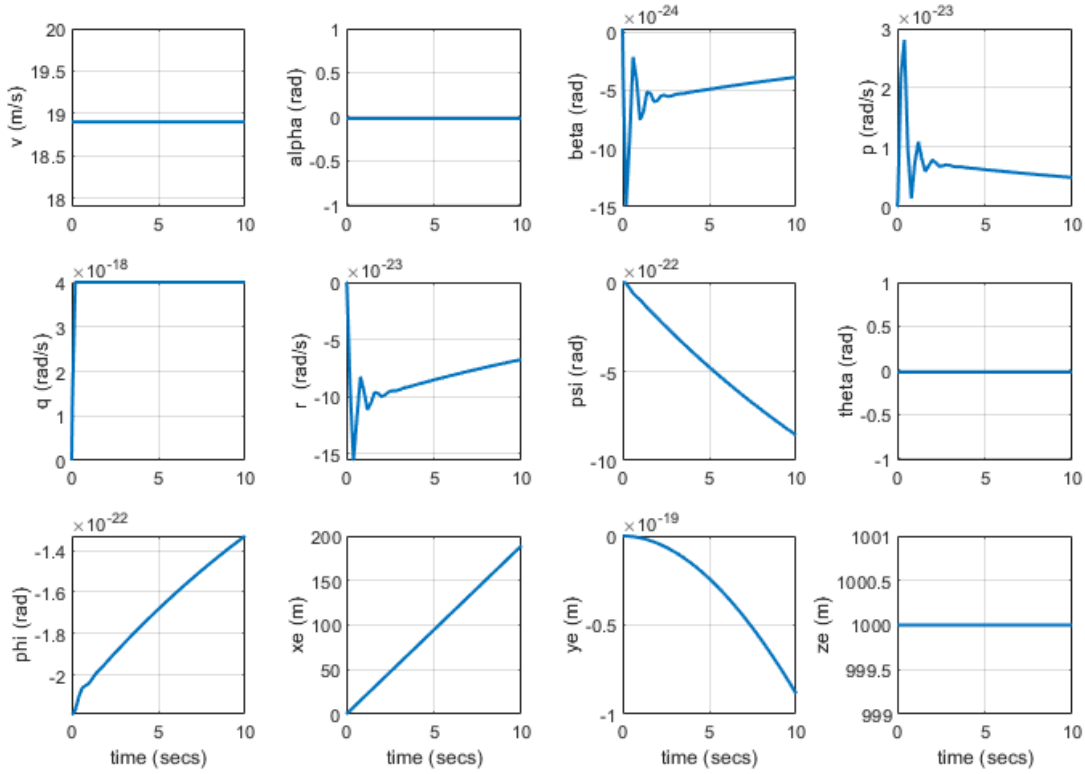 v (m/s)
20
19.5
19
18.5
18
0 5 10
alpha (rad)
1
0.5
0
-0.5
-1
0 5 10
×10⁻²⁴
beta (rad)
0
-5
-10
-15
0 5 10
×10⁻²³
p (rad/s)
3
2
1
0
0 5 10
×10⁻¹⁸
q (rad/s)
4
3
2
1
0
0 5 10
×10⁻²³
r (rad/s)
0
-5
-10
-15
0 5 10
×10⁻²²
psi (rad)
0
-5
-10
0 5 10
theta (rad)
1
0.5
0
-0.5
-1
0 5 10
×10⁻²²
phi (rad)
-1.4
-1.6
-1.8
-2
0 5 10
time (secs)
xe (m)
200
150
100
50
0
0 5 10
time (secs)
×10⁻¹⁹
ye (m)
0
-0.5
-1
0 5 10
time (secs)
ze (m)
1001
1000.5
1000
999.5
999
0 5 10
time (secs)